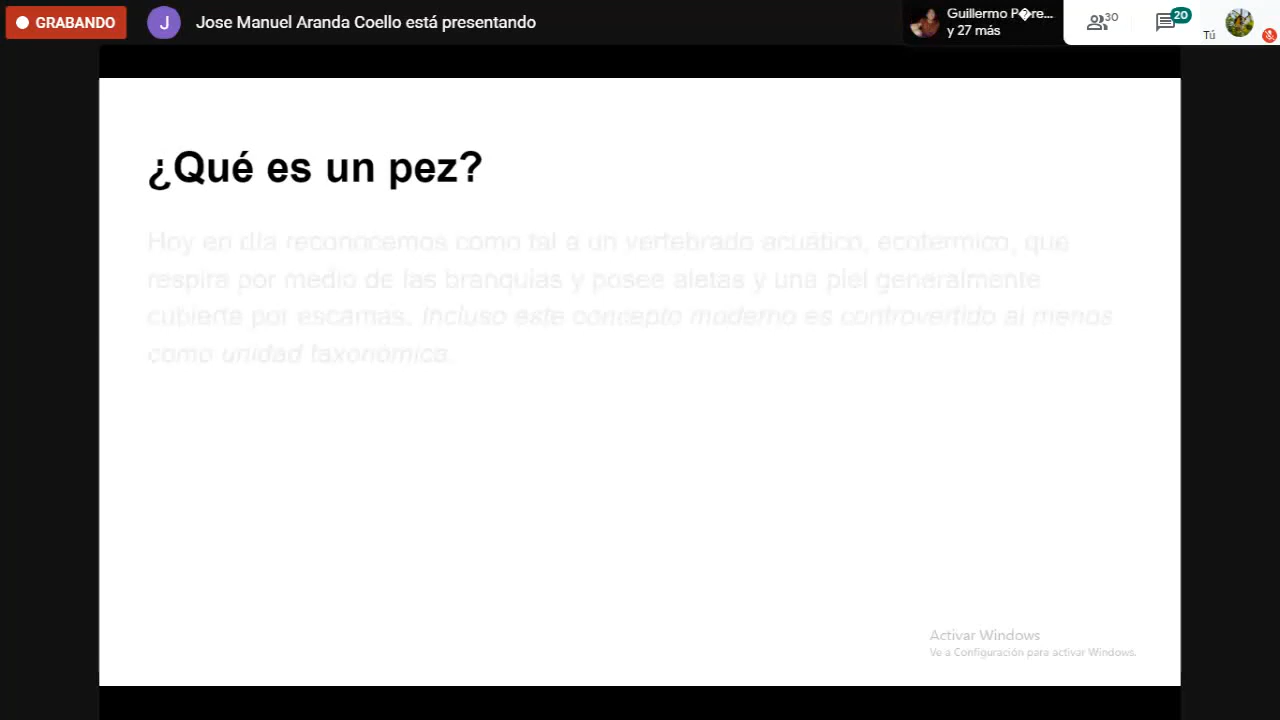 GRABANDO
J
Jose Manuel Aranda Coello está presentando
Guillermo P�re...
y 27 más
30
20
Tú
¿Qué es un pez?
Hoy en día reconocemos como tal a un vertebrado acuático, ecotermico, que
respira por medio de las branquias y posee aletas y una piel generalmente
cubierta por escamas. Incluso este concepto moderno es controvertido al menos
como unidad taxonómica.
Activar Windows
Ve a Configuración para activar Windows.